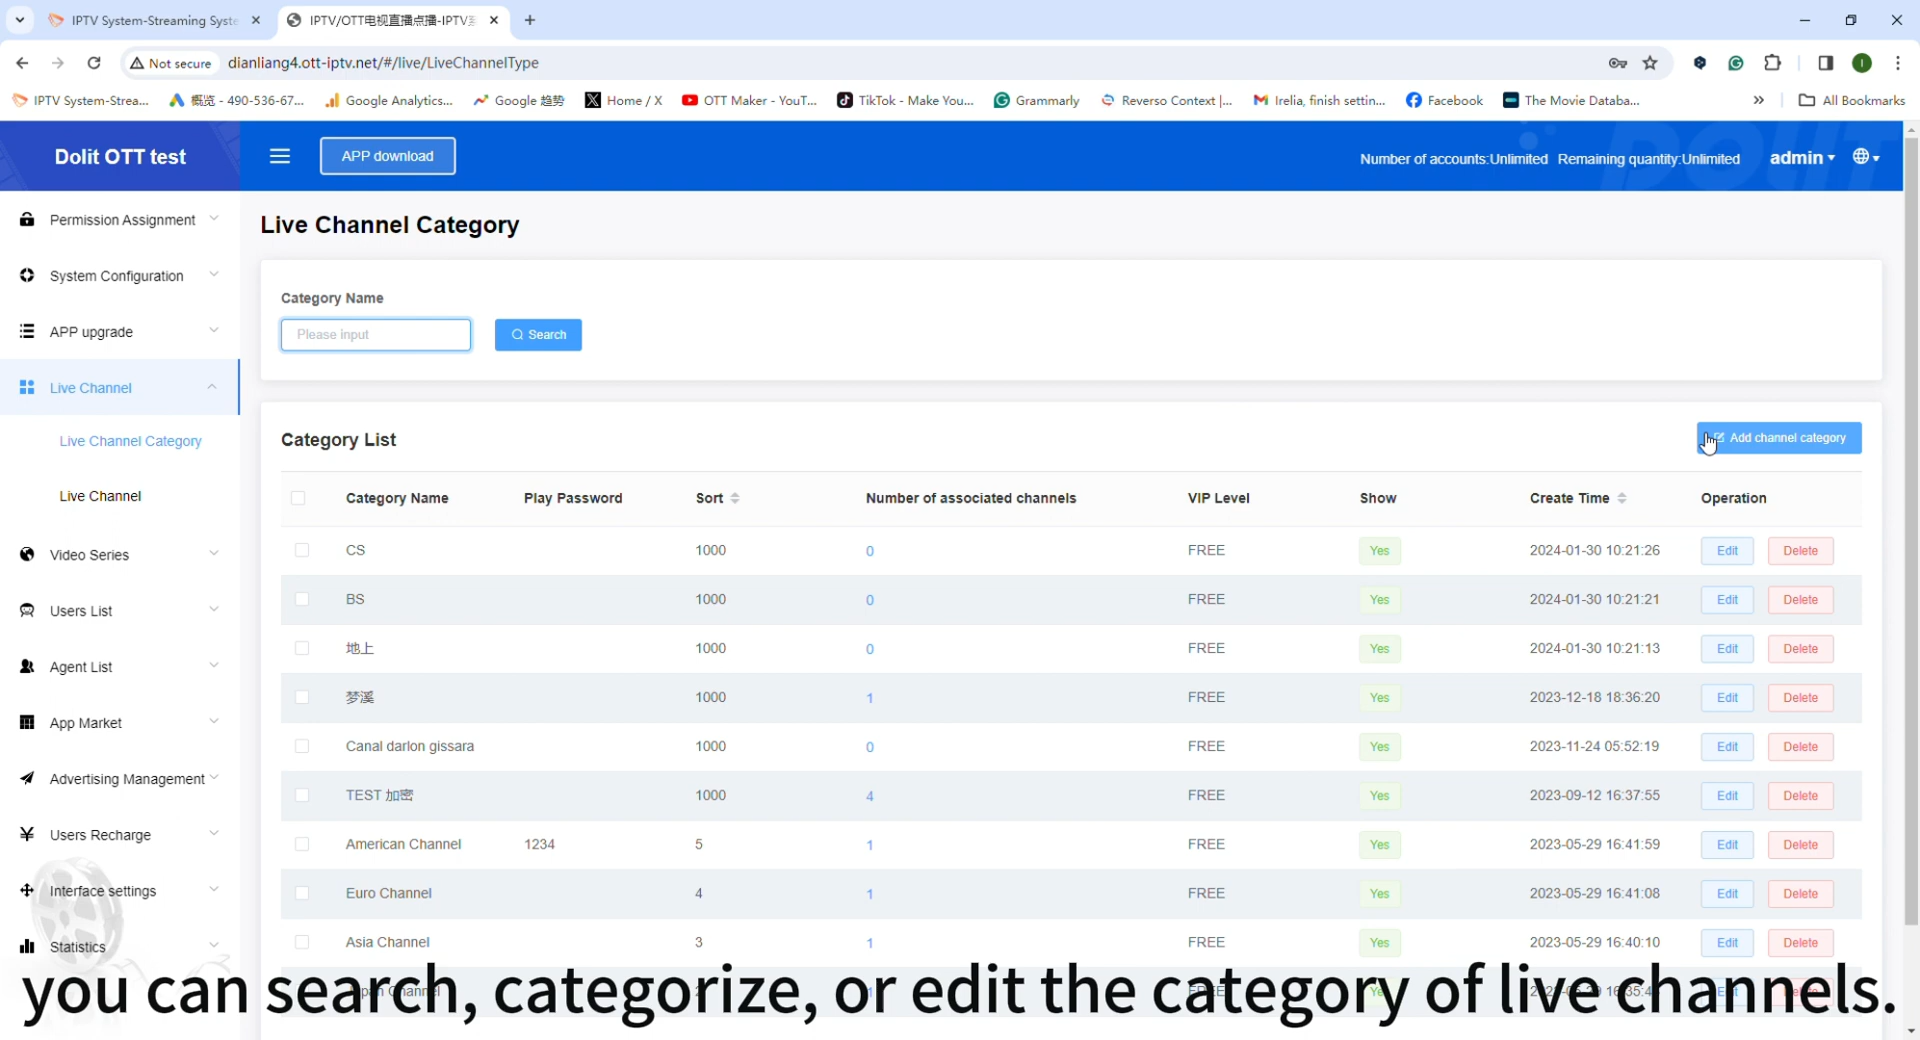 IPTV System-Streaming Syste
IPTV/OTT电视直播点播-IPTV系
Not secure
dianliang4.ott-iptv.net/#/live/LiveChannelType
IPTV System-Strea...
概览 - 490-536-67...
Google Analytics...
Google 趋势
Home / X
OTT Maker - YouT...
TikTok - Make You...
Grammarly
Reverso Context |...
Irelia, finish settin...
Facebook
The Movie Databa...
All Bookmarks
Dolit OTT test
APP download
Number of accounts:Unlimited Remaining quantity:Unlimited
admin
Permission Assignment
System Configuration
APP upgrade
Live Channel
Live Channel Category
Live Channel
Video Series
Users List
Agent List
App Market
Advertising Management
Users Recharge
Interface settings
Statistics
Live Channel Category
Category Name
Please input
Search
Category List
Add channel category
Category Name Play Password Sort Number of associated channels VIP Level Show Create Time Operation
CS 1000 0 FREE Yes 2024-01-30 10:21:26 Edit Delete
BS 1000 0 FREE Yes 2024-01-30 10:21:21 Edit Delete
地上 1000 0 FREE Yes 2024-01-30 10:21:13 Edit Delete
梦溪 1000 1 FREE Yes 2023-12-18 18:36:20 Edit Delete
Canal darlon gissara 1000 0 FREE Yes 2023-11-24 05:52:19 Edit Delete
TEST 加密 1000 4 FREE Yes 2023-09-12 16:37:55 Edit Delete
American Channel 1234 5 1 FREE Yes 2023-05-29 16:41:59 Edit Delete
Euro Channel 4 1 FREE Yes 2023-05-29 16:41:08 Edit Delete
Asia Channel 3 1 FREE Yes 2023-05-29 16:40:10 Edit Delete
you can search, categorize, or edit the category of live channels.